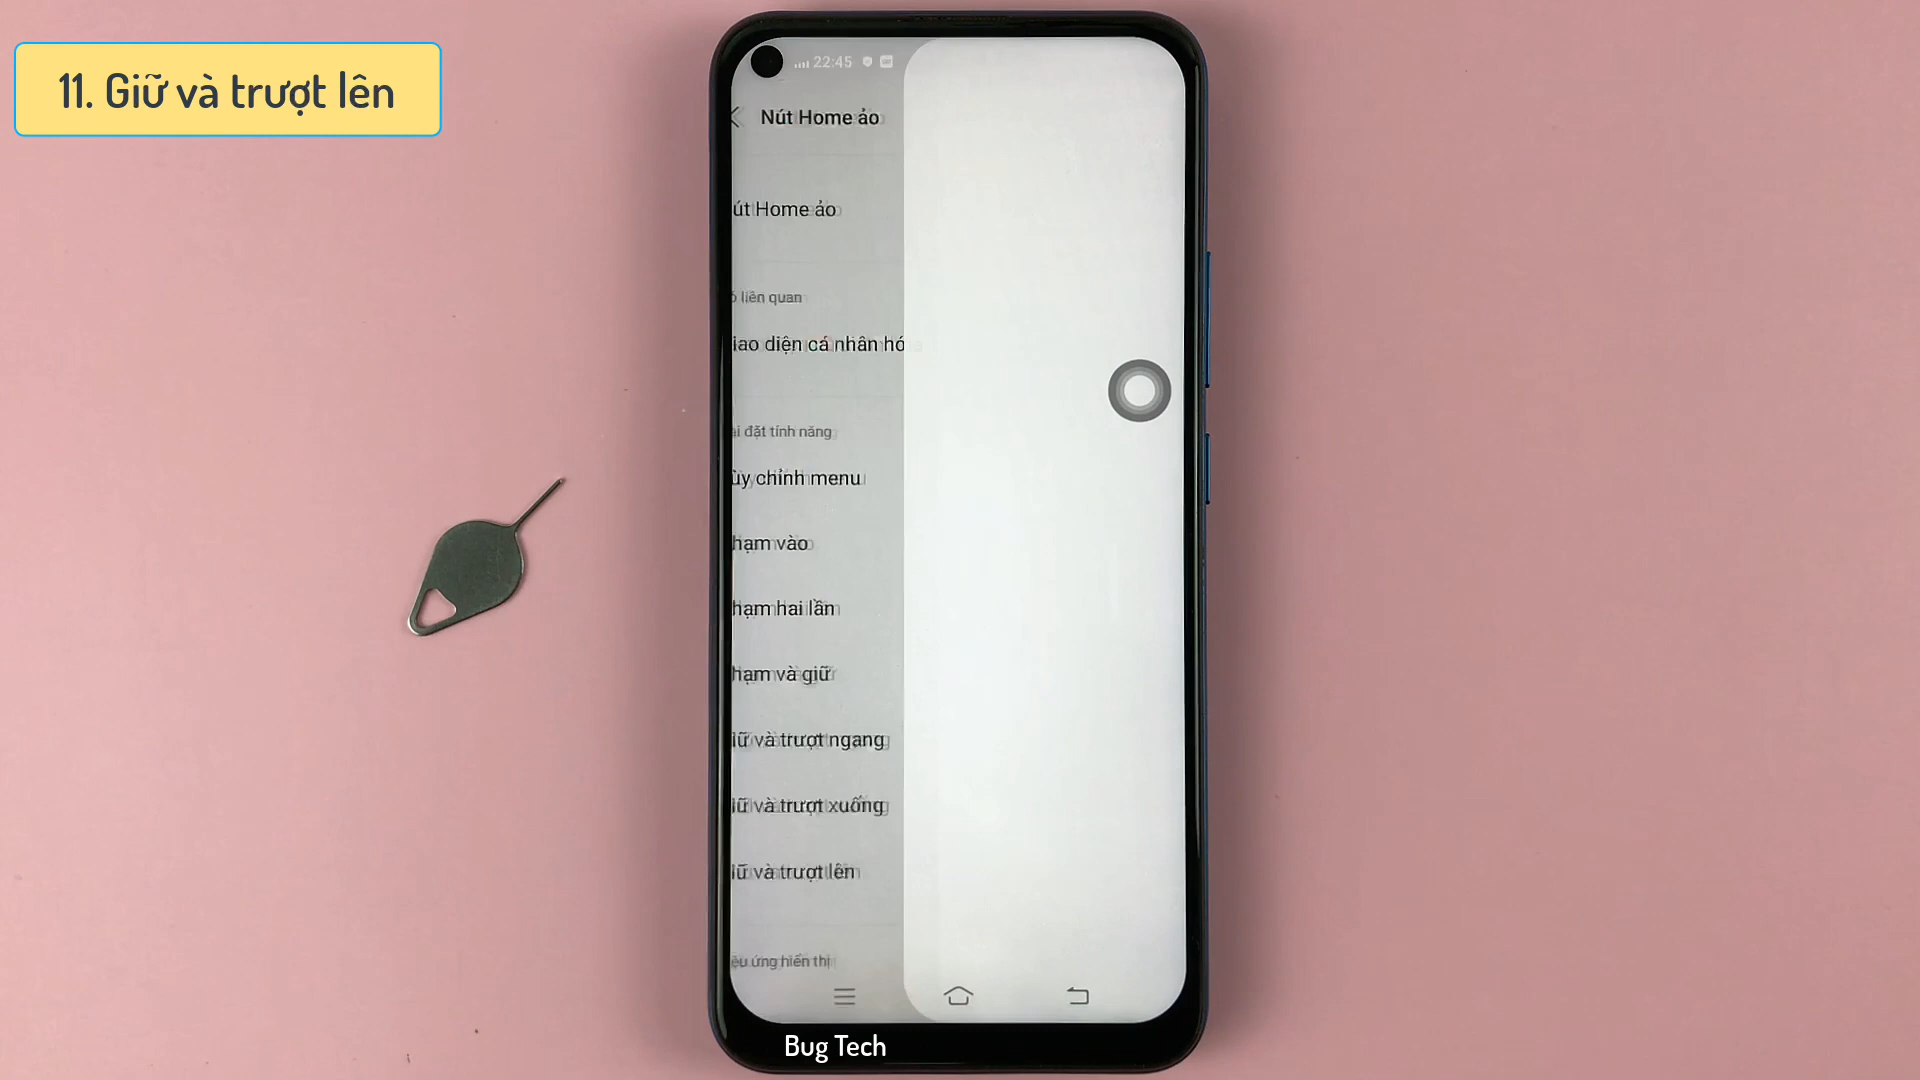 11. Giữ và trượt lên
22:45
Nút Home ảo
út Home ảo
ó liên quan
iao diện cá nhân hó
ài đặt tính năng
ùy chỉnh menu
hạm vào
hạm hai lần
hạm và giữ
iữ và trượt ngang
iữ và trượt xuống
iữ và trượt lên
ệu ứng hiển thị
Bug Tech